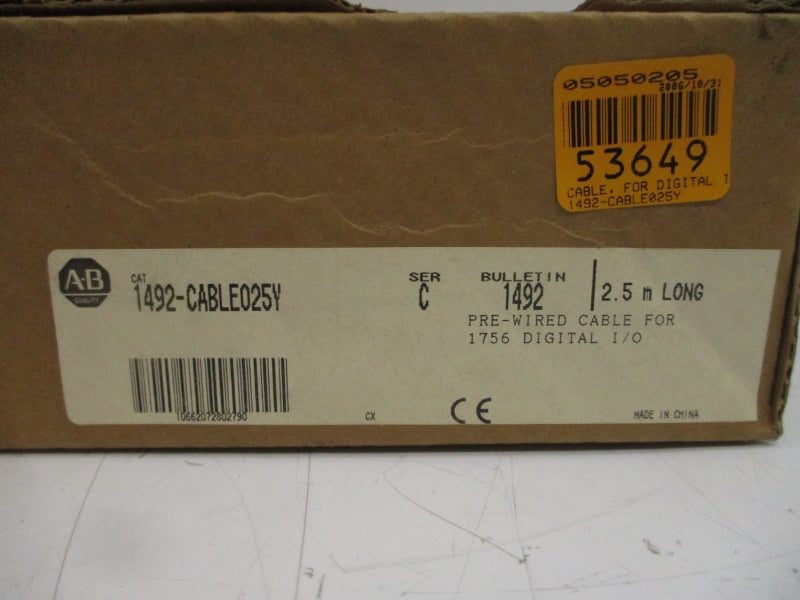 05050205
2006/10/31
53649
CABLE, FOR DIGITAL I
1492-CABLE025Y
A-B
QUALITY
CAT
1492-CABLE025Y
SER
C
BULLETIN
1492
2.5 m LONG
PRE-WIRED CABLE FOR
1756 DIGITAL I/O
10662072802790
CX
CE
MADE IN CHINA